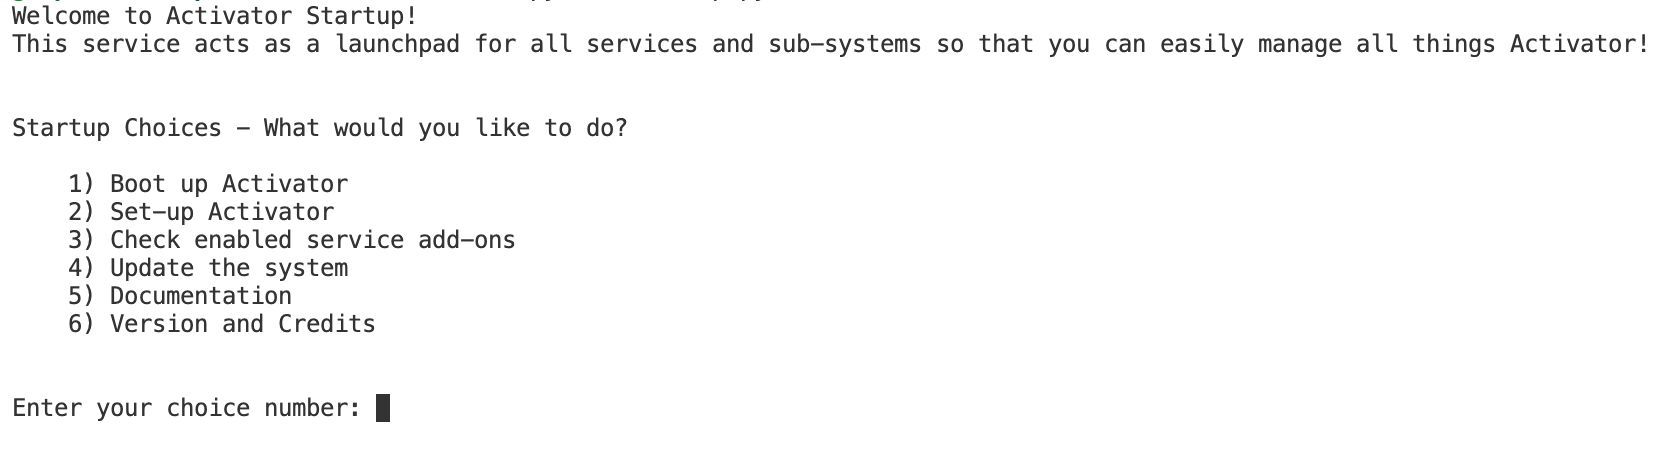 Welcome to Activator Startup!
This service acts as a launchpad for all services and sub-systems so that you can easily manage all things Activator!
Startup Choices - What would you like to do?
1) Boot up Activator
2) Set-up Activator
3) Check enabled service add-ons
4) Update the system
5) Documentation
6) Version and Credits
Enter your choice number: